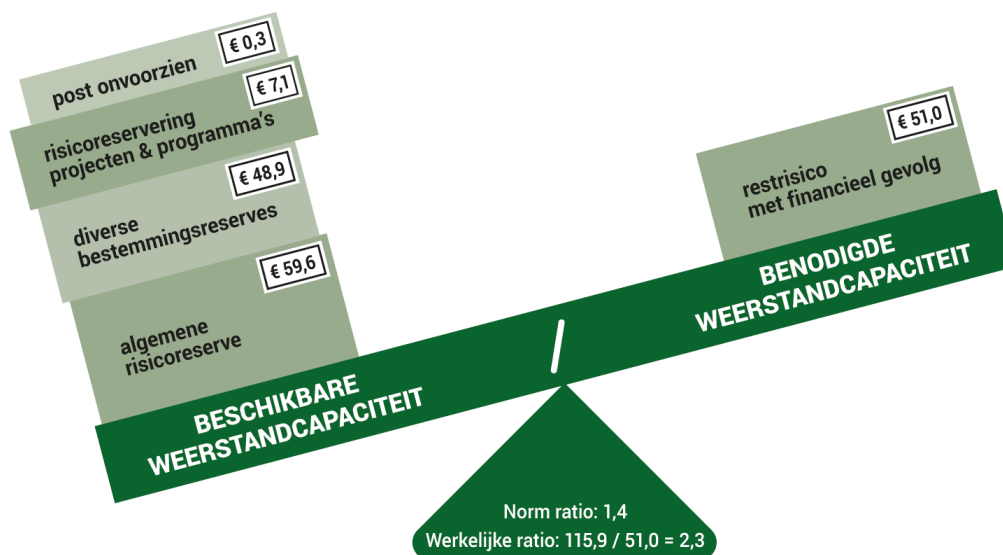 post onvoorzien
€ 0,3
risicoreservering
projecten & programma's
€ 7,1
diverse
bestemmingsreserves
€ 48,9
algemene
risicoreserve
€ 59,6
BESCHIKBARE
WEERSTANDCAPACITEIT
/
restrisico
met financieel gevolg
€ 51,0
BENODIGDE
WEERSTANDCAPACITEIT
Norm ratio: 1,4
Werkelijke ratio: 115,9 / 51,0 = 2,3